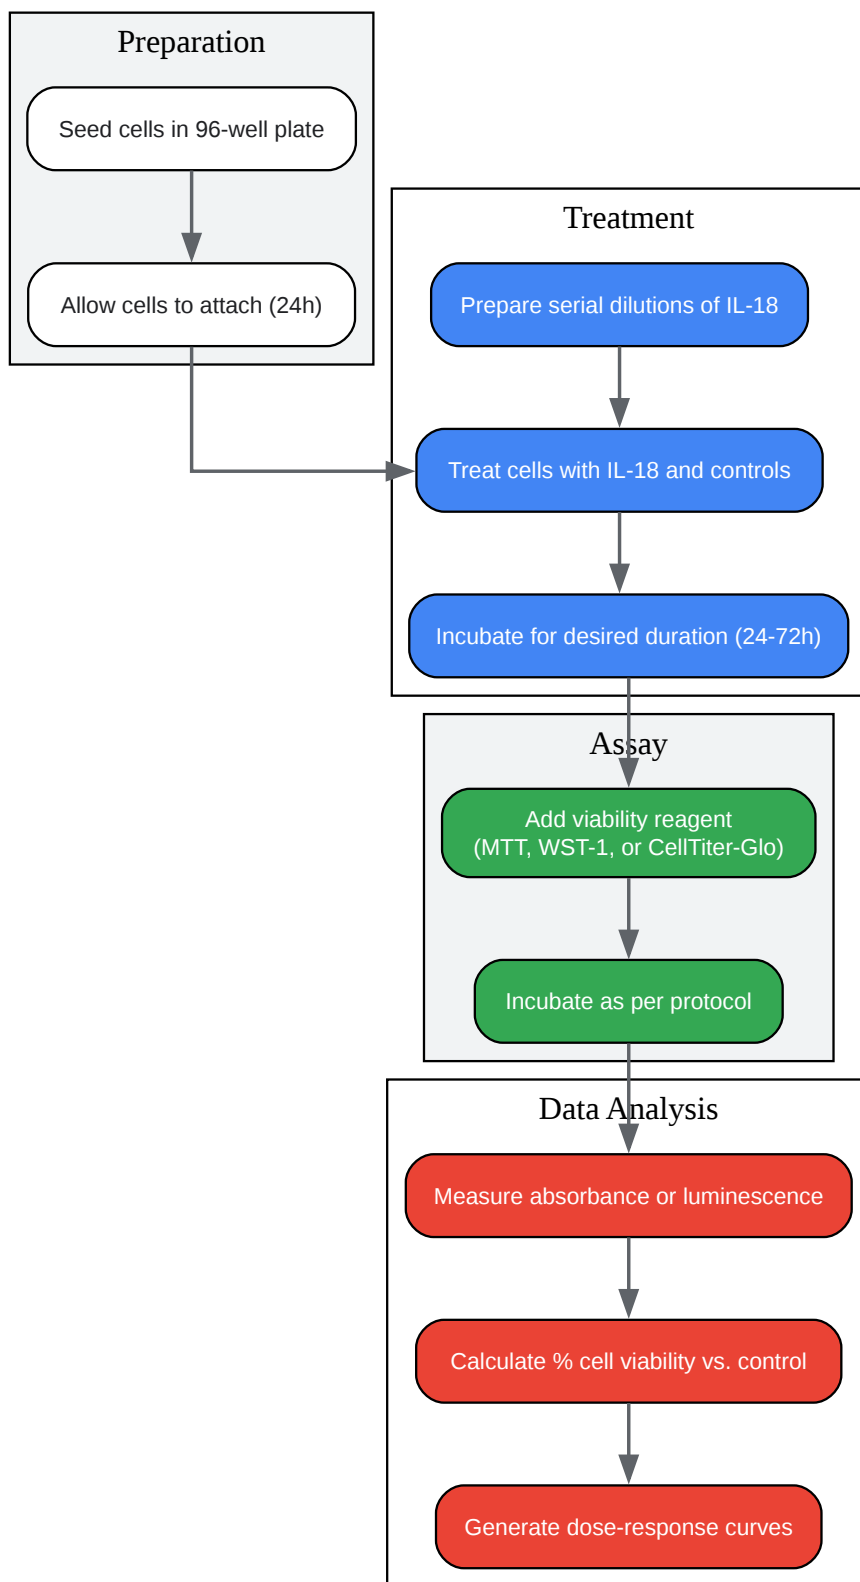 Preparation
Seed cells in 96-well plate
Allow cells to attach (24h)
Treatment
Prepare serial dilutions of IL-18
Treat cells with IL-18 and controls
Incubate for desired duration (24-72h)
Assay
Add viability reagent
(MTT, WST-1, or CellTiter-Glo)
Incubate as per protocol
Data Analysis
Measure absorbance or luminescence
Calculate % cell viability vs. control
Generate dose-response curves